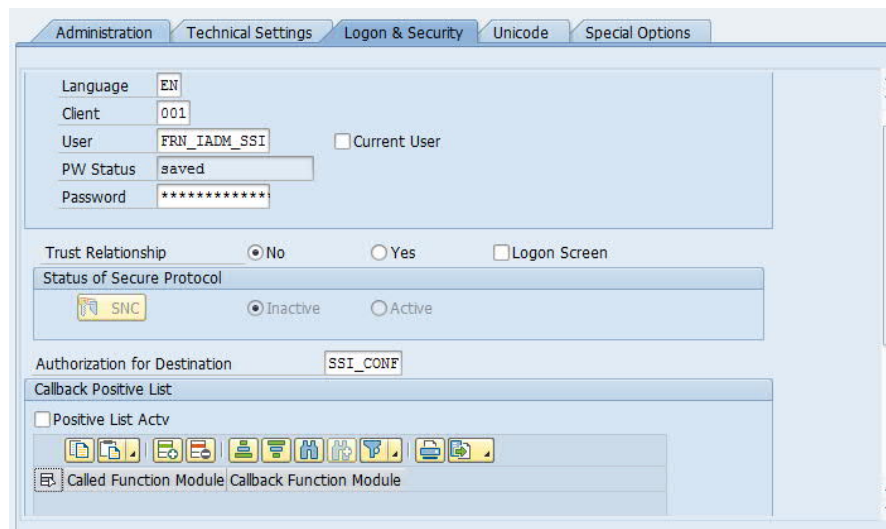 Administration Technical Settings Logon & Security Unicode Special Options
Language EN
Client 001
User FRN_IADM_SSI Current User
PW Status saved
Password *************
Trust Relationship No Yes Logon Screen
Status of Secure Protocol
SNC Inactive Active
Authorization for Destination SSI_CONF
Callback Positive List
Positive List Actv
Called Function Module Callback Function Module